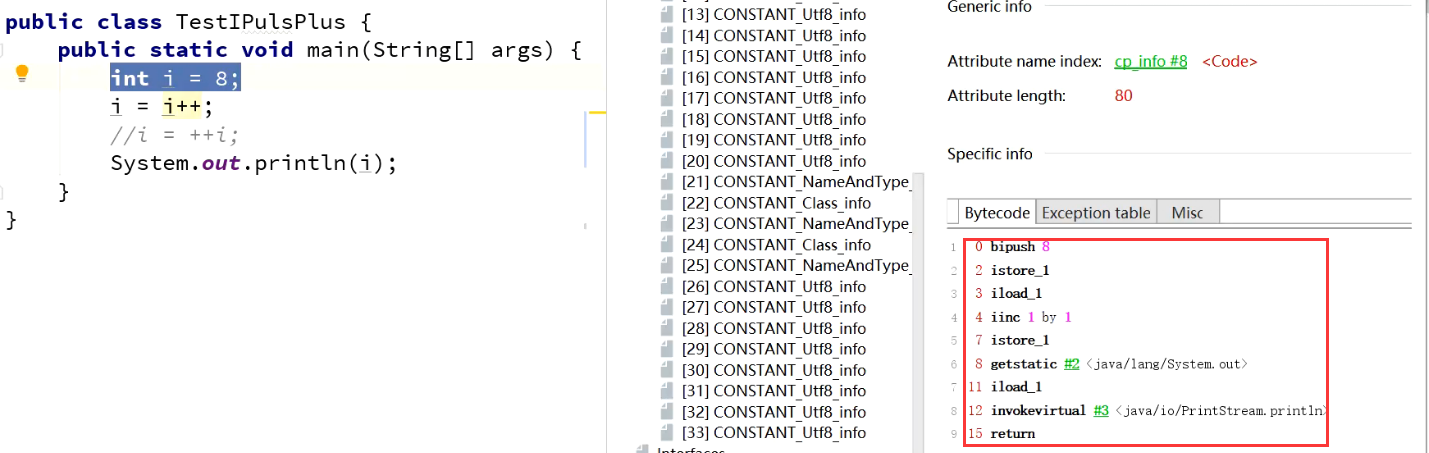 public class TestIPulsPlus {
public static void main(String[] args) {
int i = 8;
i = i++;
//i = ++i;
System.out.println(i);
}
}
[13] CONSTANT_Utf8_info
[14] CONSTANT_Utf8_info
[15] CONSTANT_Utf8_info
[16] CONSTANT_Utf8_info
[17] CONSTANT_Utf8_info
[18] CONSTANT_Utf8_info
[19] CONSTANT_Utf8_info
[20] CONSTANT_Utf8_info
[21] CONSTANT_NameAndType_
[22] CONSTANT_Class_info
[23] CONSTANT_NameAndType_
[24] CONSTANT_Class_info
[25] CONSTANT_NameAndType_
[26] CONSTANT_Utf8_info
[27] CONSTANT_Utf8_info
[28] CONSTANT_Utf8_info
[29] CONSTANT_Utf8_info
[30] CONSTANT_Utf8_info
[31] CONSTANT_Utf8_info
[32] CONSTANT_Utf8_info
[33] CONSTANT_Utf8_info
Interfaces
Generic info
Attribute name index: cp_info #8 <Code>
Attribute length: 80
Specific info
Bytecode Exception table Misc
1 0 bipush 8
2 2 istore_1
3 3 iload_1
4 4 iinc 1 by 1
5 7 istore_1
6 8 getstatic #2 <java/lang/System.out>
7 11 iload_1
8 12 invokevirtual #3 <java/io/PrintStream.println>
9 15 return